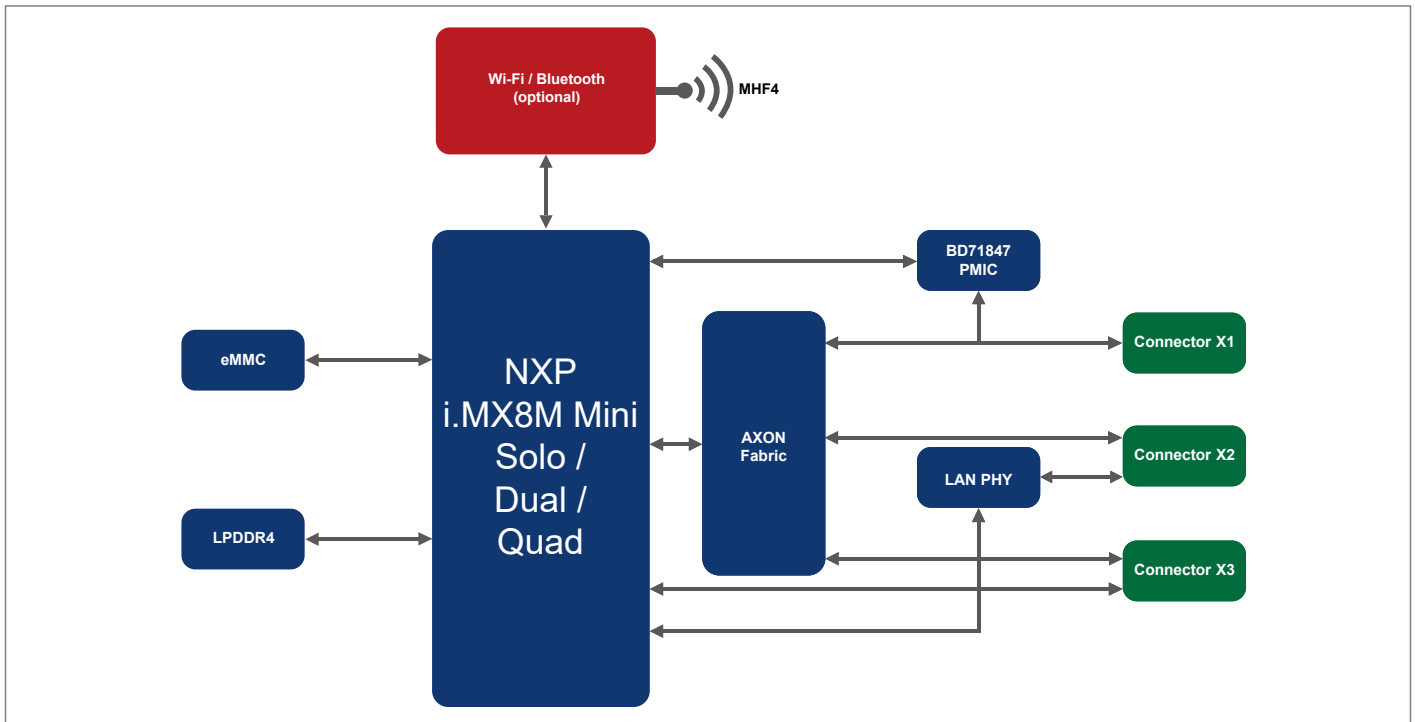 Wi-Fi / Bluetooth
(optional)
MHF4
BD71847
PMIC
Connector X1
eMMC
NXP
i.MX8M Mini
Solo /
Dual /
Quad
AXON
Fabric
Connector X2
LAN PHY
LPDDR4
Connector X3